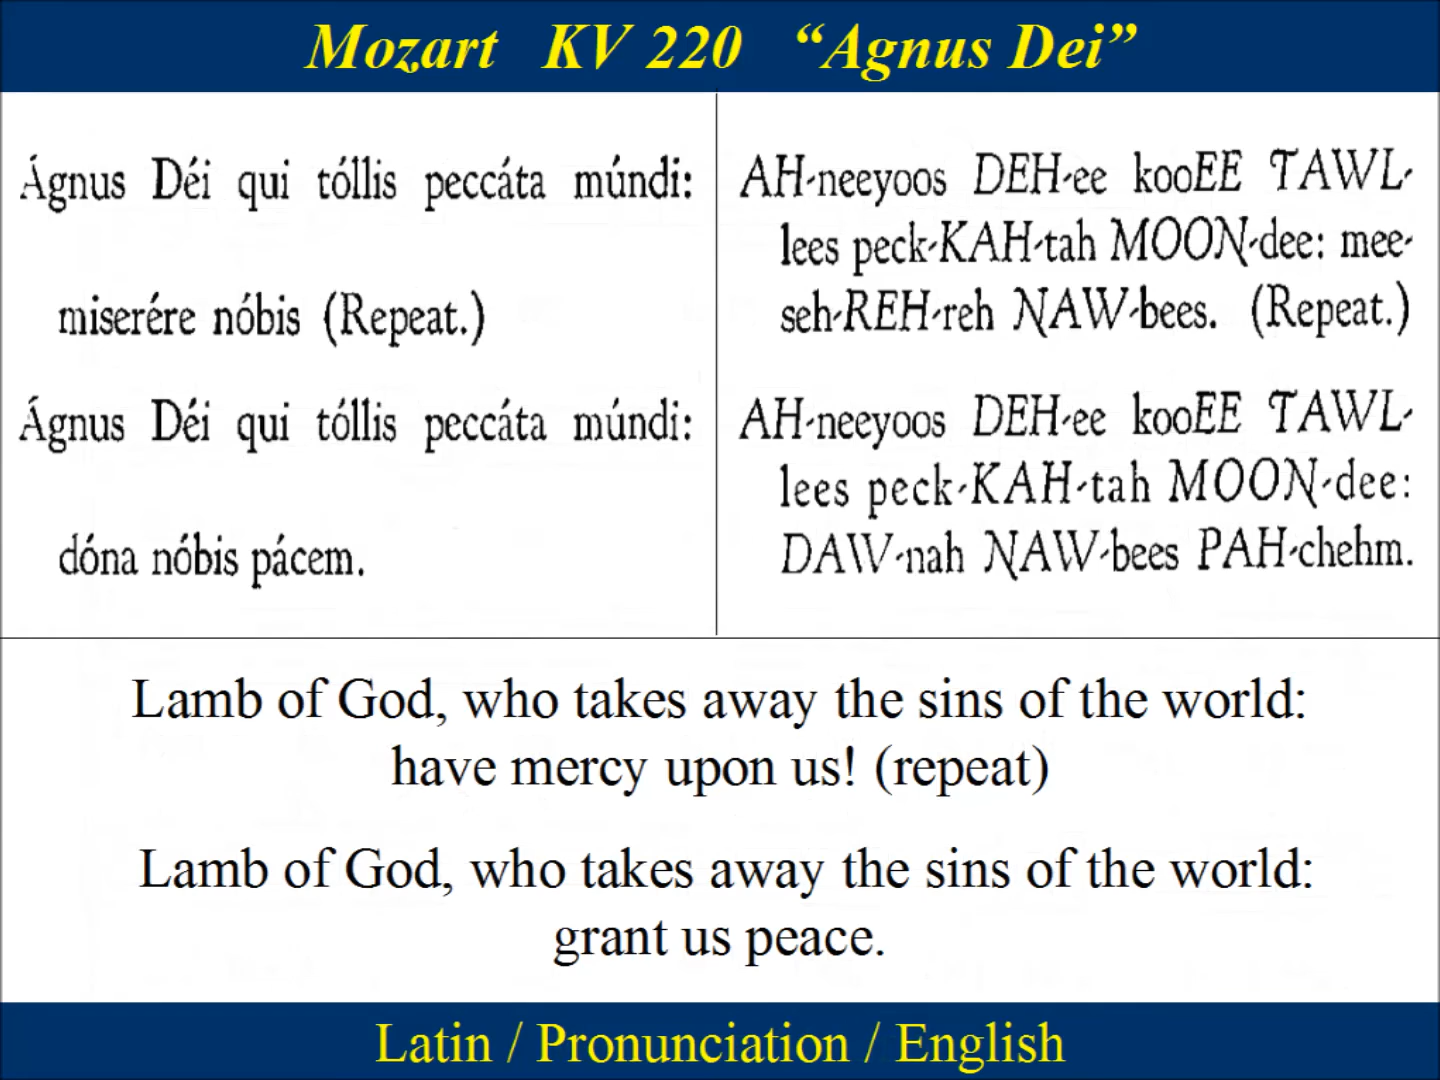 Mozart KV 220 “Agnus Dei”
Ágnus Déi qui tóllis peccáta múndi:
miserére nóbis (Repeat.)
Ágnus Déi qui tóllis peccáta múndi:
dóna nóbis pácem.
AH-neeyoos DEH-ee kooEE TAWL-
lees peck-KAH-tah MOON-dee: mee-
seh-REH-reh NAW-bees. (Repeat.)
AH-neeyoos DEH-ee kooEE TAWL-
lees peck-KAH-tah MOON-dee:
DAW-nah NAW-bees PAH-chehm.
Lamb of God, who takes away the sins of the world:
have mercy upon us! (repeat)
Lamb of God, who takes away the sins of the world:
grant us peace.
Latin / Pronunciation / English